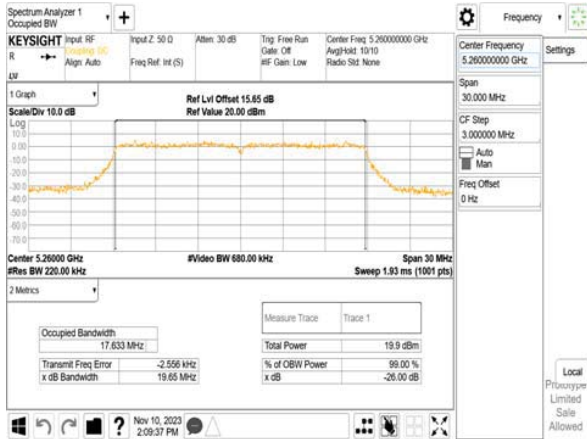 Spectrum Analyzer 1
Occupied BW
+
Frequency
KEYSIGHT
R
Input: RF
Coupling: DC
Align: Auto
Input Z: 50 Ω
Freq Ref: Int (S)
Atten: 30 dB
Trig: Free Run
Gate: Off
#IF Gain: Low
Center Freq: 5.260000000 GHz
Avg|Hold: 10/10
Radio Std: None
Center Frequency
5.260000000 GHz
Settings
Span
30.000 MHz
CF Step
3.000000 MHz
Auto
Man
Freq Offset
0 Hz
1 Graph
Scale/Div 10.0 dB
Ref Lvl Offset 15.65 dB
Ref Value 20.00 dBm
Log
10.0
0.00
-10.0
-20.0
-30.0
-40.0
-50.0
-60.0
-70.0
Center 5.26000 GHz
#Res BW 220.00 kHz
#Video BW 680.00 kHz
Span 30 MHz
Sweep 1.93 ms (1001 pts)
2 Metrics
Measure Trace
Trace 1
Occupied Bandwidth
17.633 MHz
Total Power
19.9 dBm
Transmit Freq Error
-2.556 kHz
% of OBW Power
99.00 %
x dB Bandwidth
19.65 MHz
x dB
-26.00 dB
Local
Prototype
Limited
Sale
Allowed
?
Nov 10, 2023
2:09:37 PM